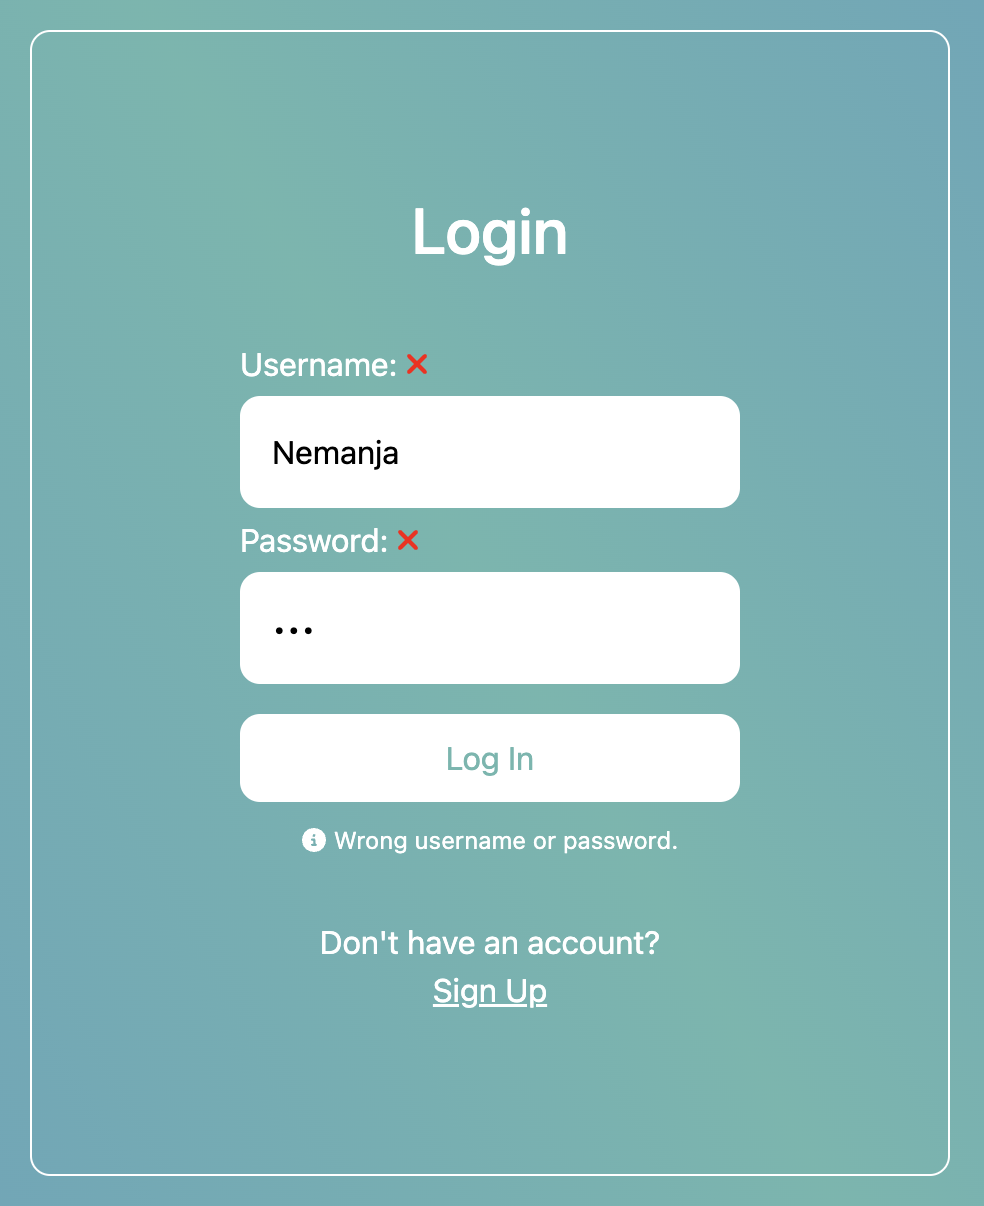 Login
Username:
Nemanja
Password:
•••
Log In
Wrong username or password.
Don't have an account?
Sign Up